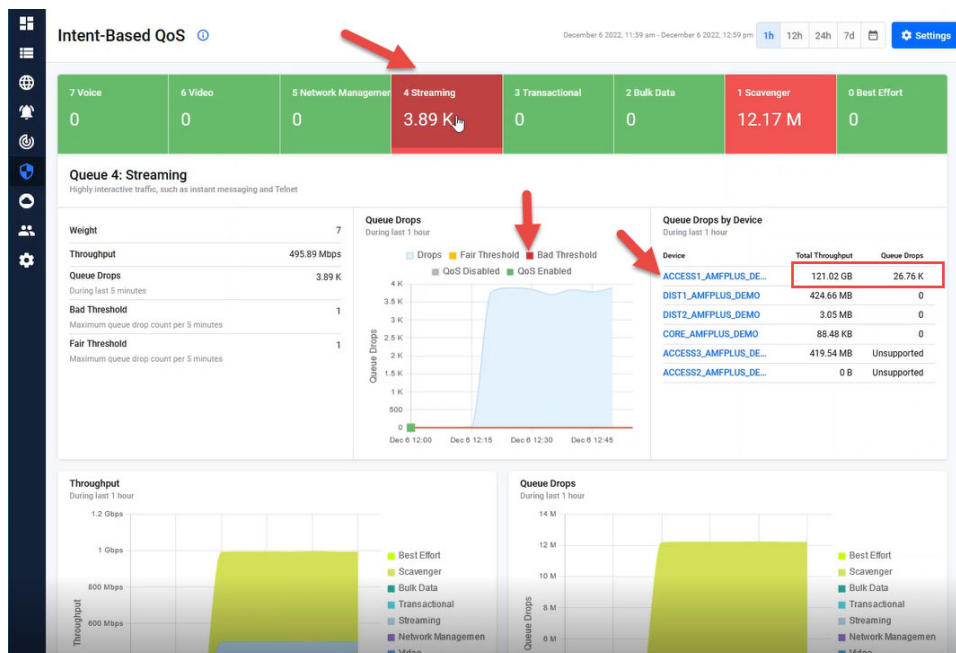 Intent-Based QoS
December 6 2022, 11:59 am - December 6 2022, 12:59 pm 1h 12h 24h 7d Settings
7 Voice 6 Video 5 Network Managemen 4 Streaming 3 Transactional 2 Bulk Data 1 Scavenger 0 Best Effort
0 0 0 3.89 K 0 0 12.17 M 0
Queue 4: Streaming
Highly interactive traffic, such as instant messaging and Telnet
Weight 7
Throughput 495.89 Mbps
Queue Drops 3.89 K
During last 5 minutes
Bad Threshold 1
Maximum queue drop count per 5 minutes
Fair Threshold 1
Maximum queue drop count per 5 minutes
Queue Drops
During last 1 hour
Drops Fair Threshold Bad Threshold
QoS Disabled QoS Enabled
Queue Drops
4 K
3.5 K
3 K
2.5 K
2 K
1.5 K
1 K
500
0
Dec 6 12:00 Dec 6 12:15 Dec 6 12:30 Dec 6 12:45
Queue Drops by Device
During last 1 hour
Device Total Throughput Queue Drops
ACCESS1_AMFPLUS_DE... 121.02 GB 26.76 K
DIST1_AMFPLUS_DEMO 424.66 MB 0
DIST2_AMFPLUS_DEMO 3.05 MB 0
CORE_AMFPLUS_DEMO 88.48 KB 0
ACCESS3_AMFPLUS_DE... 419.54 MB Unsupported
ACCESS2_AMFPLUS_DE... 0 B Unsupported
Throughput
During last 1 hour
Throughput
1.2 Gbps
1 Gbps
800 Mbps
600 Mbps
Best Effort
Scavenger
Bulk Data
Transactional
Streaming
Network Managemen
Video
Queue Drops
During last 1 hour
Queue Drops
14 M
12 M
10 M
8 M
6 M
Best Effort
Scavenger
Bulk Data
Transactional
Streaming
Network Managemen
Video